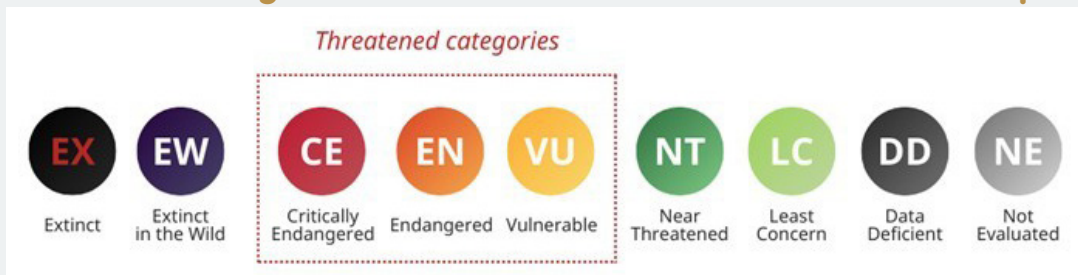 Threatened categories
EX EW CE EN VU NT LC DD NE
Extinct
Extinct
in the Wild
Critically
Endangered
Endangered
Vulnerable
Near
Threatened
Least
Concern
Data
Deficient
Not
Evaluated